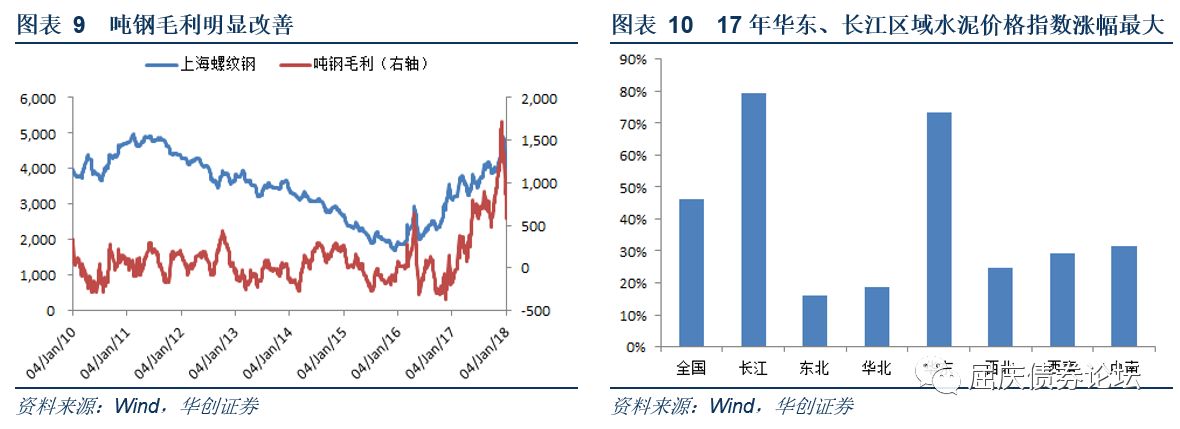 图表 9 吨钢毛利明显改善
上海螺纹钢
吨钢毛利（右轴）
6,000
5,000
4,000
3,000
2,000
1,000
0
2,000
1,500
1,000
500
0
-500
04/Jan/10
04/Jan/11
04/Jan/12
04/Jan/13
04/Jan/14
04/Jan/15
04/Jan/16
04/Jan/17
04/Jan/18
资料来源：Wind，华创证券
图表 10 17 年华东、长江区域水泥价格指数涨幅最大
90%
80%
70%
60%
50%
40%
30%
20%
10%
0%
全国 长江 东北 华北
屈庆债券论坛
资料来源：Wind，华创证券